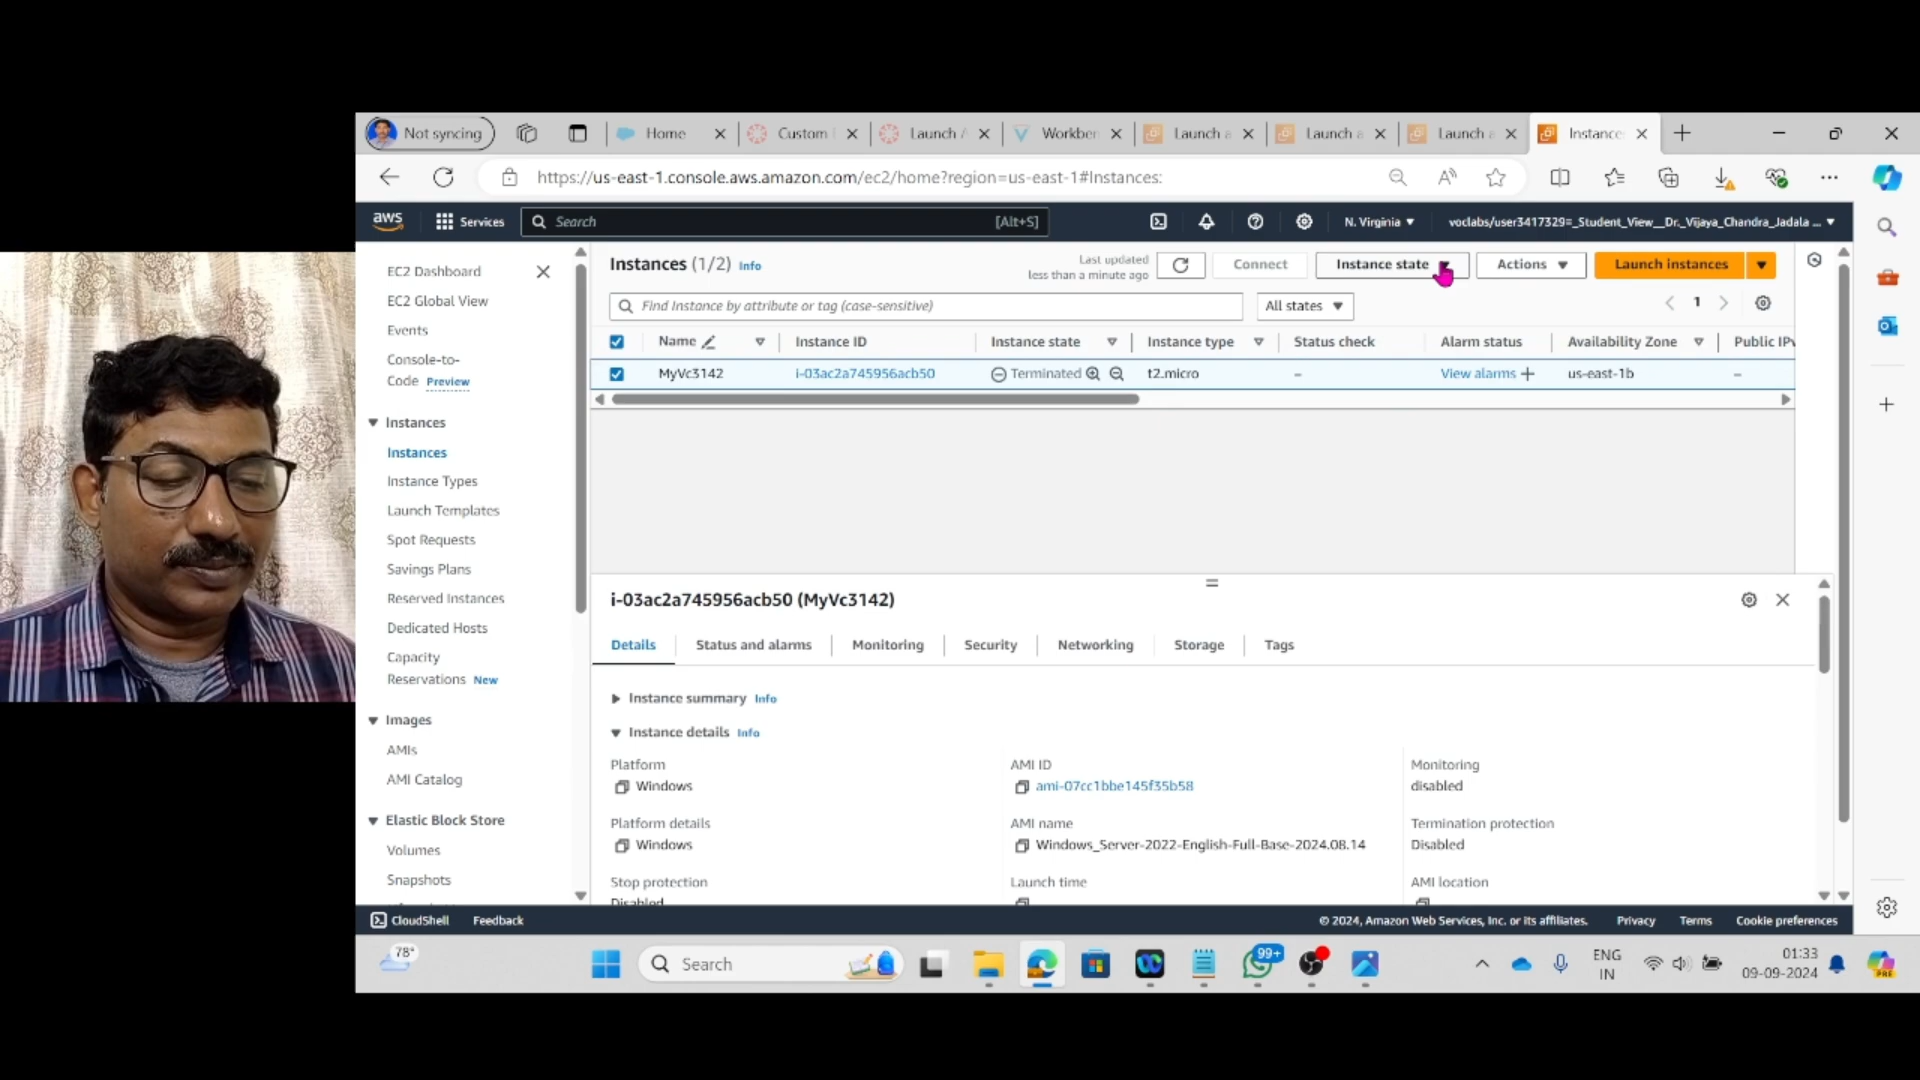 Not syncing
Home
Custom
Launch
Workben
Launch a
Launch a
Launch a
Instance
https://us-east-1.console.aws.amazon.com/ec2/home?region=us-east-1#Instances:
aws
Services
Search
[Alt+S]
N. Virginia
voclabs/user3417329=_Student_View__Dr._Vijaya_Chandra_Jadala ...
EC2 Dashboard
EC2 Global View
Events
Console-to-
Code Preview
Instances
Instances
Instance Types
Launch Templates
Spot Requests
Savings Plans
Reserved Instances
Dedicated Hosts
Capacity
Reservations New
Images
AMIs
AMI Catalog
Elastic Block Store
Volumes
Snapshots
Instances (1/2) Info
Last updated
less than a minute ago
Connect
Instance state
Actions
Launch instances
Find Instance by attribute or tag (case-sensitive)
All states
1
Name
Instance ID
Instance state
Instance type
Status check
Alarm status
Availability Zone
Public IPv
MyVc3142
i-03ac2a745956acb50
Terminated
t2.micro
–
View alarms +
us-east-1b
–
i-03ac2a745956acb50 (MyVc3142)
Details
Status and alarms
Monitoring
Security
Networking
Storage
Tags
Instance summary Info
Instance details Info
Platform
Windows
AMI ID
ami-07cc1bbe145f35b58
Monitoring
disabled
Platform details
Windows
AMI name
Windows_Server-2022-English-Full-Base-2024.08.14
Termination protection
Disabled
Stop protection
Disabled
Launch time
AMI location
CloudShell
Feedback
© 2024, Amazon Web Services, Inc. or its affiliates.
Privacy
Terms
Cookie preferences
78°
Search
99+
ENG
IN
01:33
09-09-2024
PRE